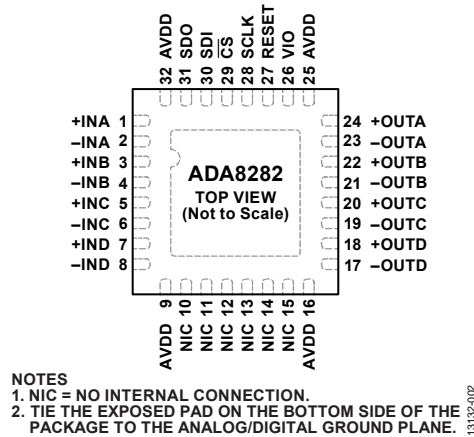 32 AVDD
31 SDO
30 SDI
29 CS
28 SCLK
27 RESET
26 VIO
25 AVDD
+INA 1
–INA 2
+INB 3
–INB 4
+INC 5
–INC 6
+IND 7
–IND 8
ADA8282
TOP VIEW
(Not to Scale)
24 +OUTA
23 –OUTA
22 +OUTB
21 –OUTB
20 +OUTC
19 –OUTC
18 +OUTD
17 –OUTD
AVDD 9
NIC 10
NIC 11
NIC 12
NIC 13
NIC 14
NIC 15
AVDD 16
NOTES
1. NIC = NO INTERNAL CONNECTION.
2. TIE THE EXPOSED PAD ON THE BOTTOM SIDE OF THE
PACKAGE TO THE ANALOG/DIGITAL GROUND PLANE.
13132-002